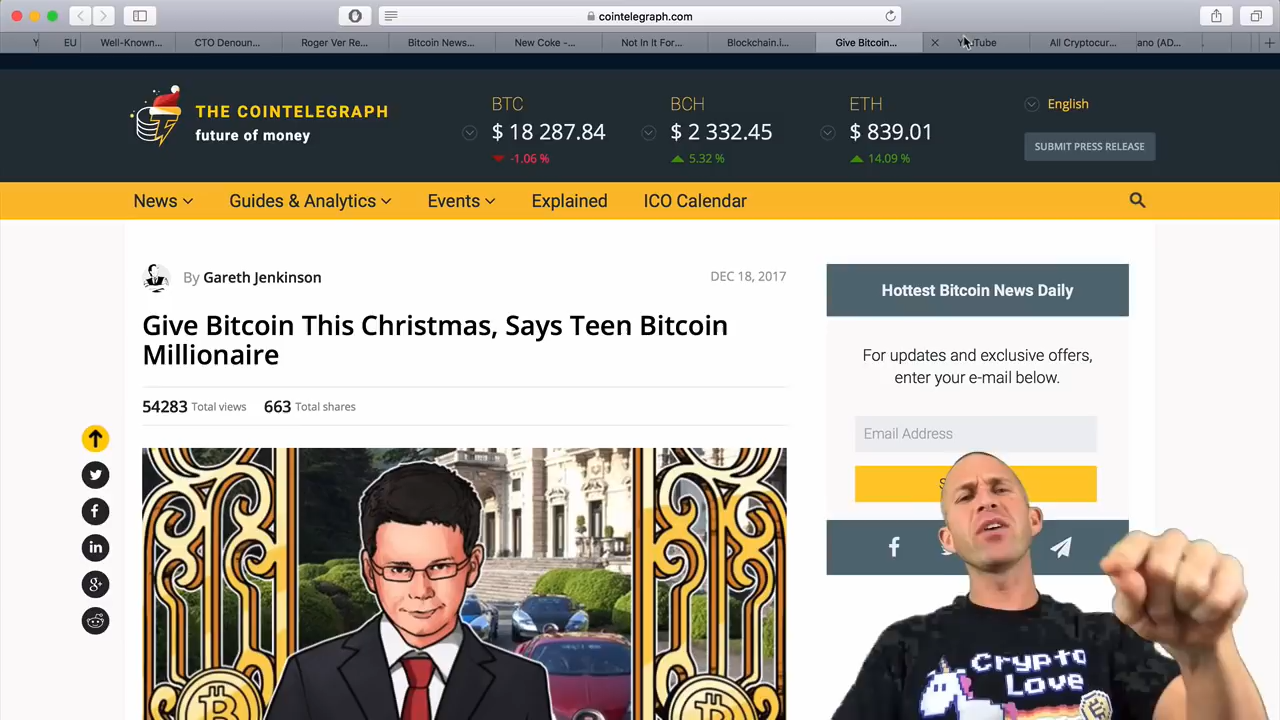 cointelegraph.com
Y
EU
Well-Known...
CTO Denoun...
Roger Ver Re...
Bitcoin News...
New Coke -...
Not In It For...
Blockchain.i...
Give Bitcoin...
YouTube
All Cryptocur...
ano (AD...
THE COINTELEGRAPH
future of money
BTC
$ 18 287.84
-1.06 %
BCH
$ 2 332.45
5.32 %
ETH
$ 839.01
14.09 %
English
SUBMIT PRESS RELEASE
News
Guides & Analytics
Events
Explained
ICO Calendar
By Gareth Jenkinson
DEC 18, 2017
Give Bitcoin This Christmas, Says Teen Bitcoin
Millionaire
54283 Total views
663 Total shares
Hottest Bitcoin News Daily
For updates and exclusive offers,
enter your e-mail below.
Email Address
Crypto
Love